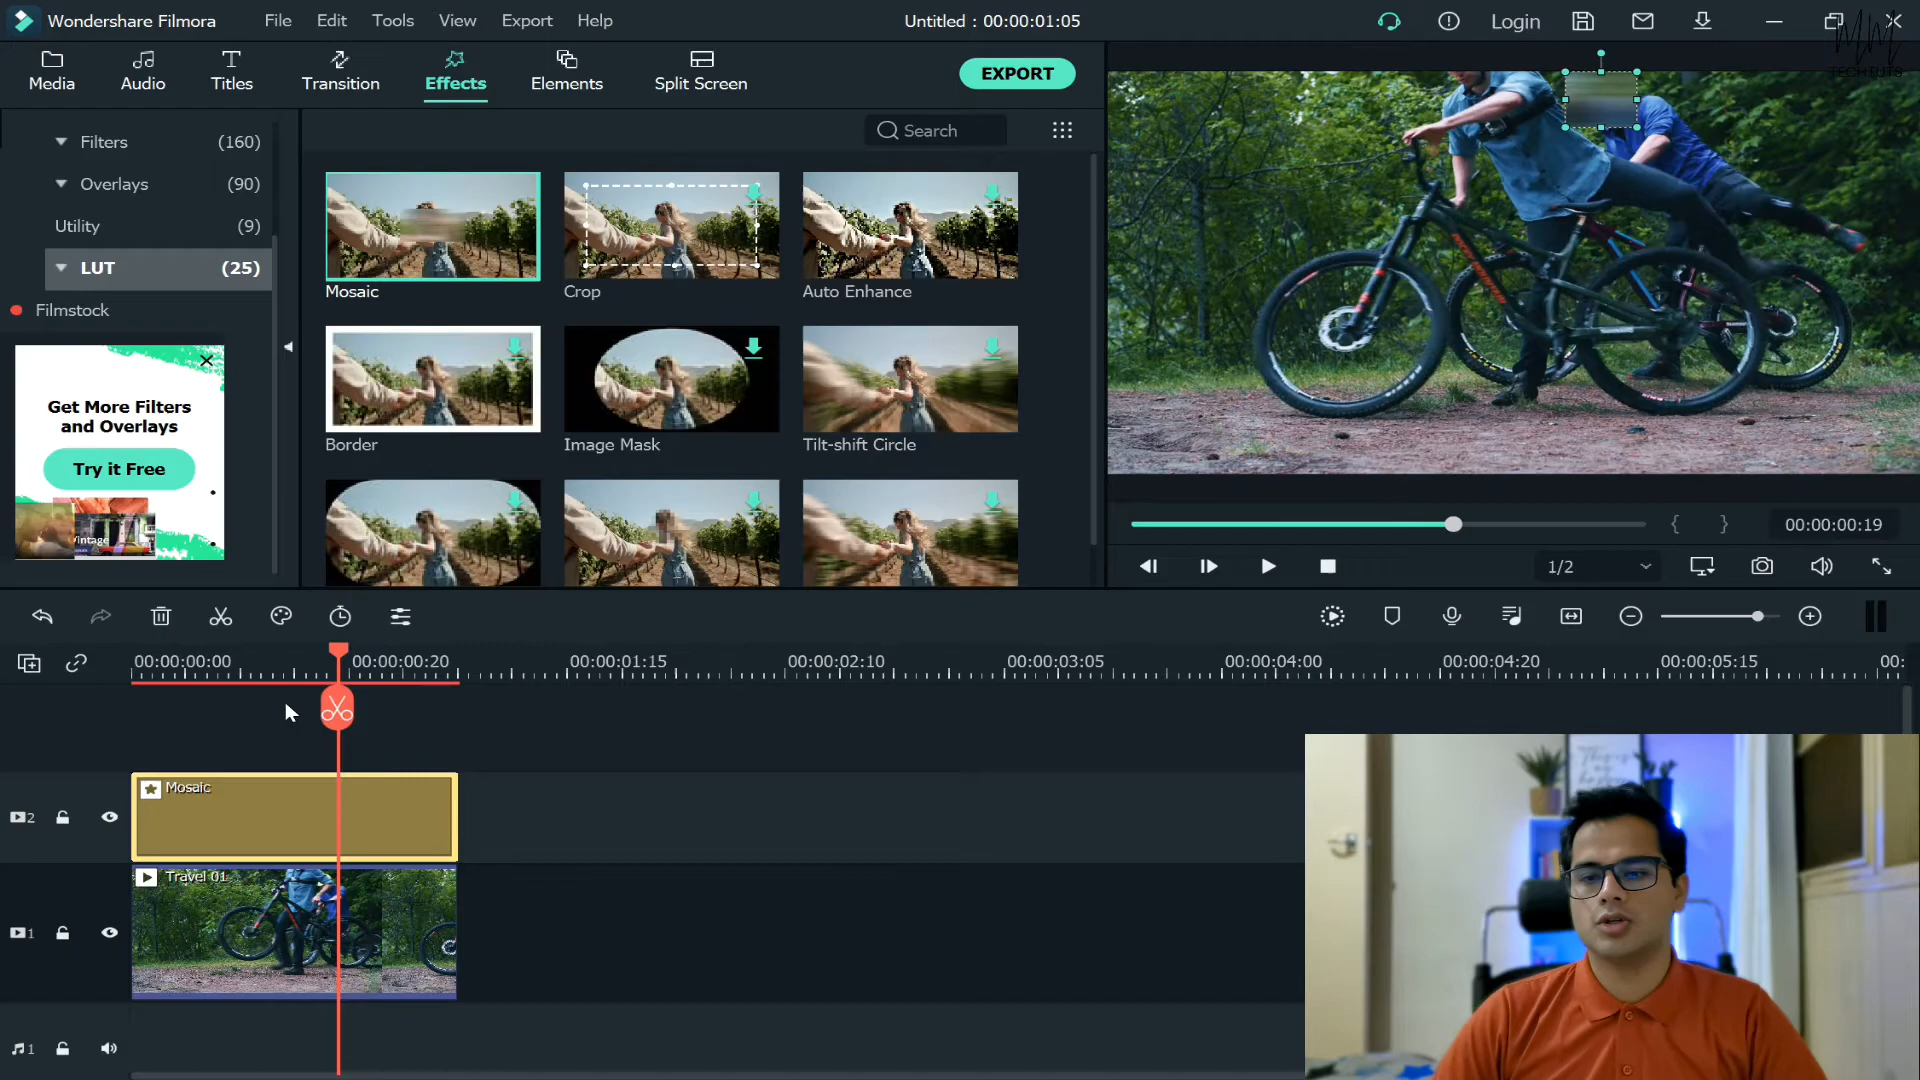 Wondershare Filmora
File Edit Tools View Export Help
Untitled : 00:00:01:05
Login
Media
Audio
Titles
Transition
Effects
Elements
Split Screen
EXPORT
TECHTUTS
Filters (160)
Overlays (90)
Utility (9)
LUT (25)
Filmstock
Search
Mosaic
Crop
Auto Enhance
Border
Image Mask
Tilt-shift Circle
Get More Filters
and Overlays
Try it Free
Vintage
{ } 00:00:00:19
1/2
00:00:00:00
00:00:00:20
00:00:01:15
00:00:02:10
00:00:03:05
00:00:04:00
00:00:04:20
00:00:05:15
00:
2
Mosaic
1
Travel 01
1